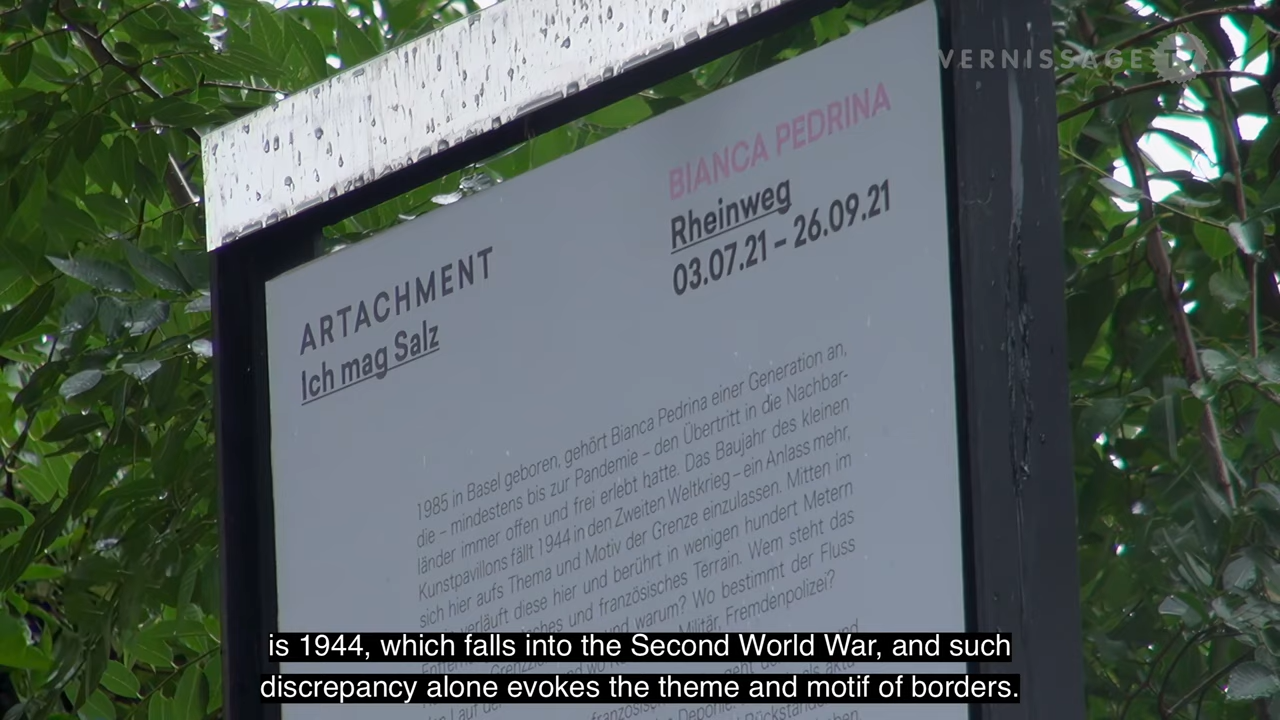 VERNISSAGE TV
BIANCA PEDRINA
Rheinweg
03.07.21 – 26.09.21
ARTACHMENT
Ich mag Salz
1985 in Basel geboren, gehört Bianca Pedrina einer Generation an,
die – mindestens bis zur Pandemie – den Übertritt in die Nachbar-
länder immer offen und frei erlebt hatte. Das Baujahr des kleinen
Kunstpavillons fällt 1944 in den Zweiten Weltkrieg – ein Anlass mehr,
sich hier aufs Thema und Motiv der Grenze einzulassen. Mitten im
verläuft diese hier und berührt in wenigen hundert Metern
und französisches Terrain. Wem steht das
und warum? Wo bestimmt der Fluss
Militär, Fremdenpolizei?
is 1944, which falls into the Second World War, and such
discrepancy alone evokes the theme and motif of borders.